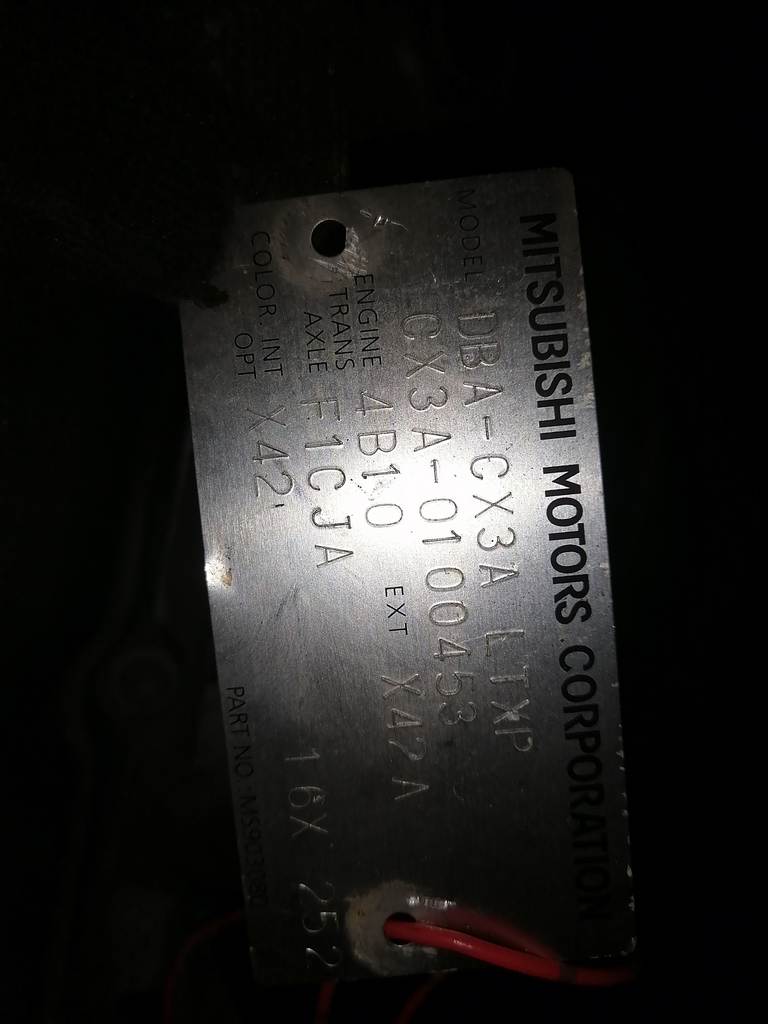 MITSUBISHI MOTORS CORPORATION
MODEL DBA-CX3A LTXP
CX3A-0100453
ENGINE 4B10 EXT X42A
TRANS
AXLE F1CJA
COLOR. INT X42
OPT 16X 252
PART NO.